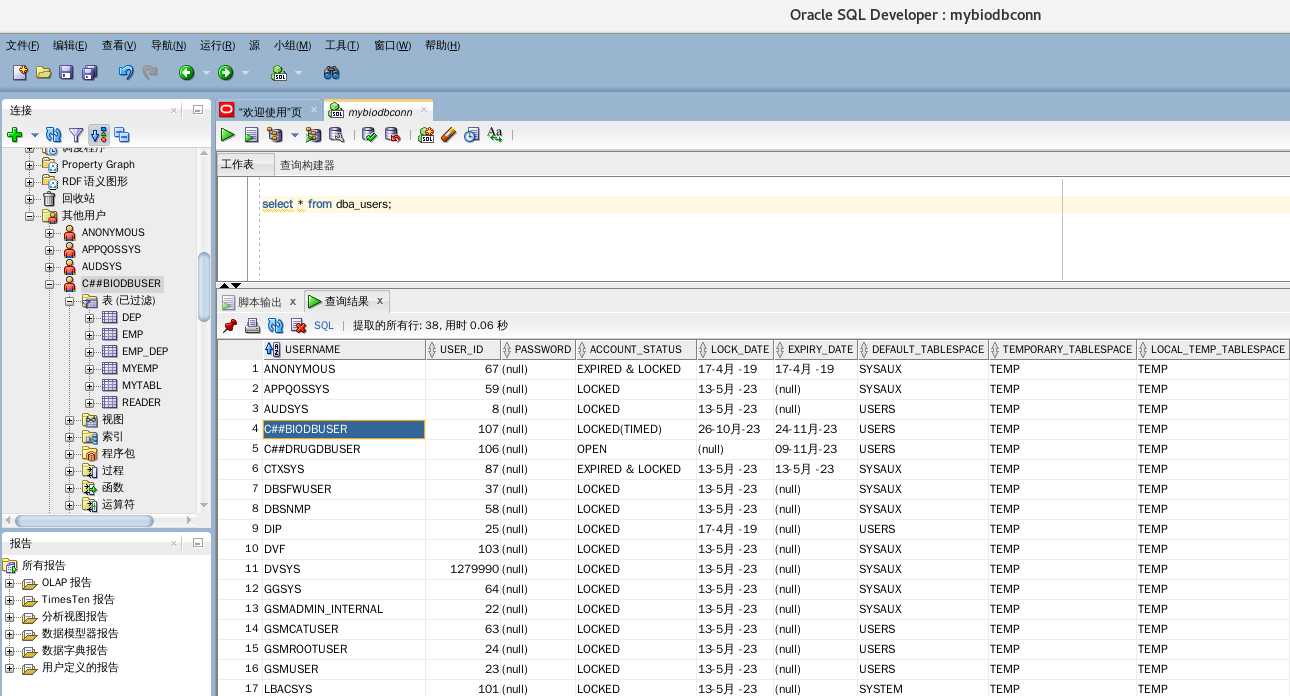 Oracle SQL Developer : mybiodbconn
文件(F) 编辑(E) 查看(V) 导航(N) 运行(R) 源 小组(M) 工具(T) 窗口(W) 帮助(H)
连接
调度程序
Property Graph
RDF 语义图形
回收站
其他用户
ANONYMOUS
APPQOSSYS
AUDSYS
C##BIODBUSER
表 (已过滤)
DEP
EMP
EMP_DEP
MYEMP
MYTABL
READER
视图
索引
程序包
过程
函数
运算符
报告
所有报告
OLAP 报告
TimesTen 报告
分析视图报告
数据模型器报告
数据字典报告
用户定义的报告
"欢迎使用"页 mybiodbconn
工作表 查询构建器
select * from dba_users;
脚本输出 x 查询结果 x
SQL | 提取的所有行: 38, 用时 0.06 秒
USERNAME USER_ID PASSWORD ACCOUNT_STATUS LOCK_DATE EXPIRY_DATE DEFAULT_TABLESPACE TEMPORARY_TABLESPACE LOCAL_TEMP_TABLESPACE
1 ANONYMOUS 67 (null) EXPIRED & LOCKED 17-4月 -19 17-4月 -19 SYSAUX TEMP TEMP
2 APPQOSSYS 59 (null) LOCKED 13-5月 -23 (null) SYSAUX TEMP TEMP
3 AUDSYS 8 (null) LOCKED 13-5月 -23 (null) USERS TEMP TEMP
4 C##BIODBUSER 107 (null) LOCKED(TIMED) 26-10月-23 24-11月-23 USERS TEMP TEMP
5 C##DRUGDBUSER 106 (null) OPEN (null) 09-11月-23 USERS TEMP TEMP
6 CTXSYS 87 (null) EXPIRED & LOCKED 13-5月 -23 13-5月 -23 SYSAUX TEMP TEMP
7 DBSFWUSER 37 (null) LOCKED 13-5月 -23 (null) SYSAUX TEMP TEMP
8 DBSNMP 58 (null) LOCKED 13-5月 -23 (null) SYSAUX TEMP TEMP
9 DIP 25 (null) LOCKED 17-4月 -19 (null) USERS TEMP TEMP
10 DVF 103 (null) LOCKED 13-5月 -23 (null) SYSAUX TEMP TEMP
11 DVSYS 1279990 (null) LOCKED 13-5月 -23 (null) SYSAUX TEMP TEMP
12 GGSYS 64 (null) LOCKED 13-5月 -23 (null) SYSAUX TEMP TEMP
13 GSMADMIN_INTERNAL 22 (null) LOCKED 13-5月 -23 (null) SYSAUX TEMP TEMP
14 GSMCATUSER 63 (null) LOCKED 13-5月 -23 (null) USERS TEMP TEMP
15 GSMROOTUSER 24 (null) LOCKED 13-5月 -23 (null) USERS TEMP TEMP
16 GSMUSER 23 (null) LOCKED 13-5月 -23 (null) USERS TEMP TEMP
17 LBACSYS 101 (null) LOCKED 13-5月 -23 (null) SYSTEM TEMP TEMP